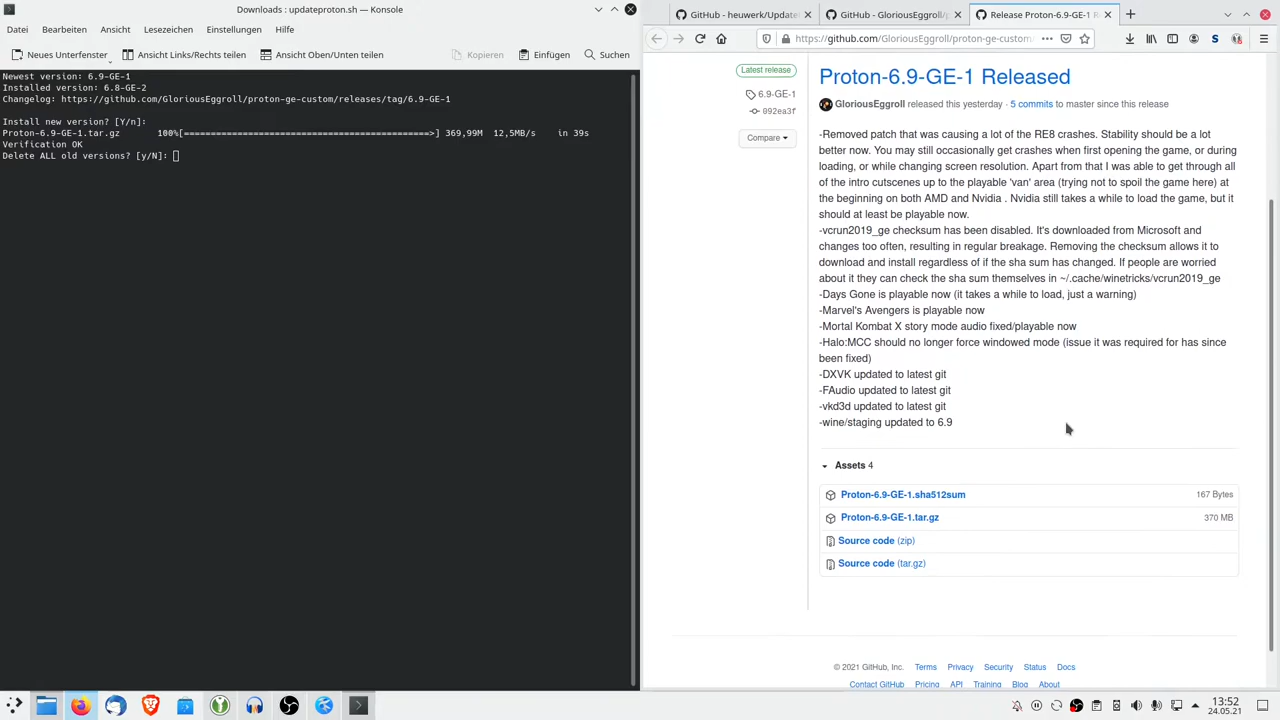 Downloads : updateproton.sh — Konsole
Datei Bearbeiten Ansicht Lesezeichen Einstellungen Hilfe
Neues Unterfenster Ansicht Links/Rechts teilen Ansicht Oben/Unten teilen Kopieren Einfügen Suchen
Newest version: 6.9-GE-1
Installed version: 6.8-GE-2
Changelog: https://github.com/GloriousEggroll/proton-ge-custom/releases/tag/6.9-GE-1
Install new version? [Y/n]:
Proton-6.9-GE-1.tar.gz 100%[============================================>] 369,99M 12,5MB/s in 39s
Verification OK
Delete ALL old versions? [y/N]:
GitHub - heuwerk/Update GitHub - GloriousEggroll/p Release Proton-6.9-GE-1 R
https://github.com/GloriousEggroll/proton-ge-custom
Latest release
6.9-GE-1
092ea3f
Compare
Proton-6.9-GE-1 Released
GloriousEggroll released this yesterday · 5 commits to master since this release
-Removed patch that was causing a lot of the RE8 crashes. Stability should be a lot
better now. You may still occasionally get crashes when first opening the game, or during
loading, or while changing screen resolution. Apart from that I was able to get through all
of the intro cutscenes up to the playable 'van' area (trying not to spoil the game here) at
the beginning on both AMD and Nvidia . Nvidia still takes a while to load the game, but it
should at least be playable now.
-vcrun2019_ge checksum has been disabled. It's downloaded from Microsoft and
changes too often, resulting in regular breakage. Removing the checksum allows it to
download and install regardless of if the sha sum has changed. If people are worried
about it they can check the sha sum themselves in ~/.cache/winetricks/vcrun2019_ge
-Days Gone is playable now (it takes a while to load, just a warning)
-Marvel's Avengers is playable now
-Mortal Kombat X story mode audio fixed/playable now
-Halo:MCC should no longer force windowed mode (issue it was required for has since
been fixed)
-DXVK updated to latest git
-FAudio updated to latest git
-vkd3d updated to latest git
-wine/staging updated to 6.9
Assets 4
Proton-6.9-GE-1.sha512sum 167 Bytes
Proton-6.9-GE-1.tar.gz 370 MB
Source code (zip)
Source code (tar.gz)
© 2021 GitHub, Inc. Terms Privacy Security Status Docs
Contact GitHub Pricing API Training Blog About
13:52
24.05.21